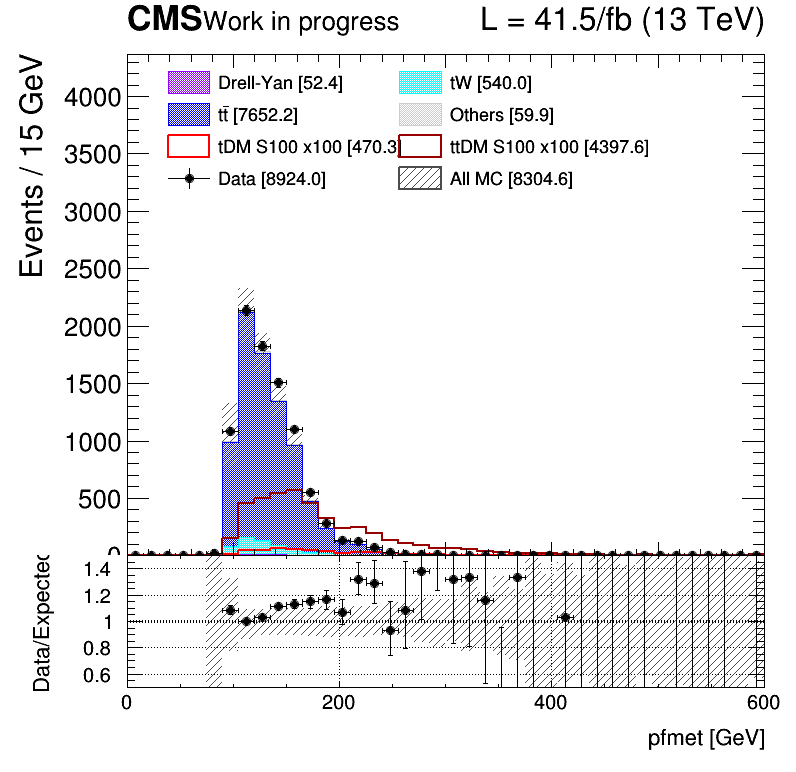 CMS Work in progress L = 41.5/fb (13 TeV)
Events / 15 GeV
Drell-Yan [52.4] tW [540.0]
tt̄ [7652.2] Others [59.9]
tDM S100 x100 [470.3] ttDM S100 x100 [4397.6]
Data [8924.0] All MC [8304.6]
4000
3500
3000
2500
2000
1500
1000
500
0
Data/Expected
1.4
1.2
1
0.8
0.6
0 200 400 600
pfmet [GeV]